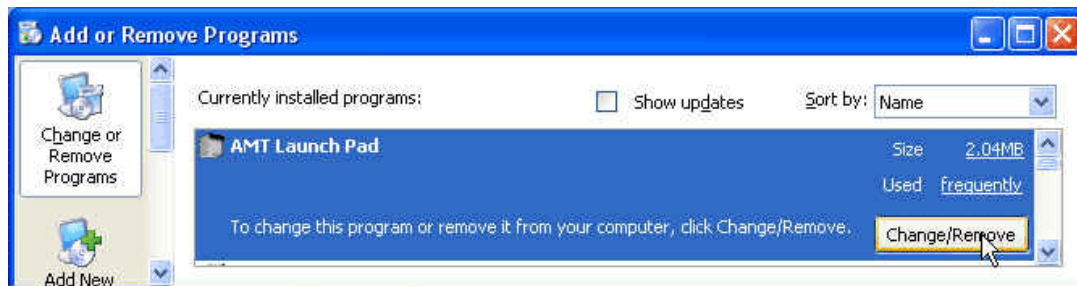 Add or Remove Programs
Change or
Remove
Programs
Add New
Currently installed programs:
Show updates
Sort by: Name
AMT Launch Pad
Size 2.04MB
Used frequently
To change this program or remove it from your computer, click Change/Remove.
Change/Remove